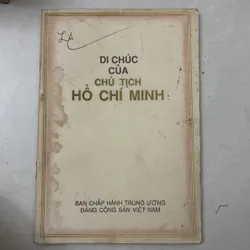 DI CHÚC
CỦA
CHỦ TỊCH
HỒ CHÍ MINH
BAN CHẤP HÀNH TRUNG ƯƠNG
ĐẢNG CỘNG SẢN VIỆT NAM